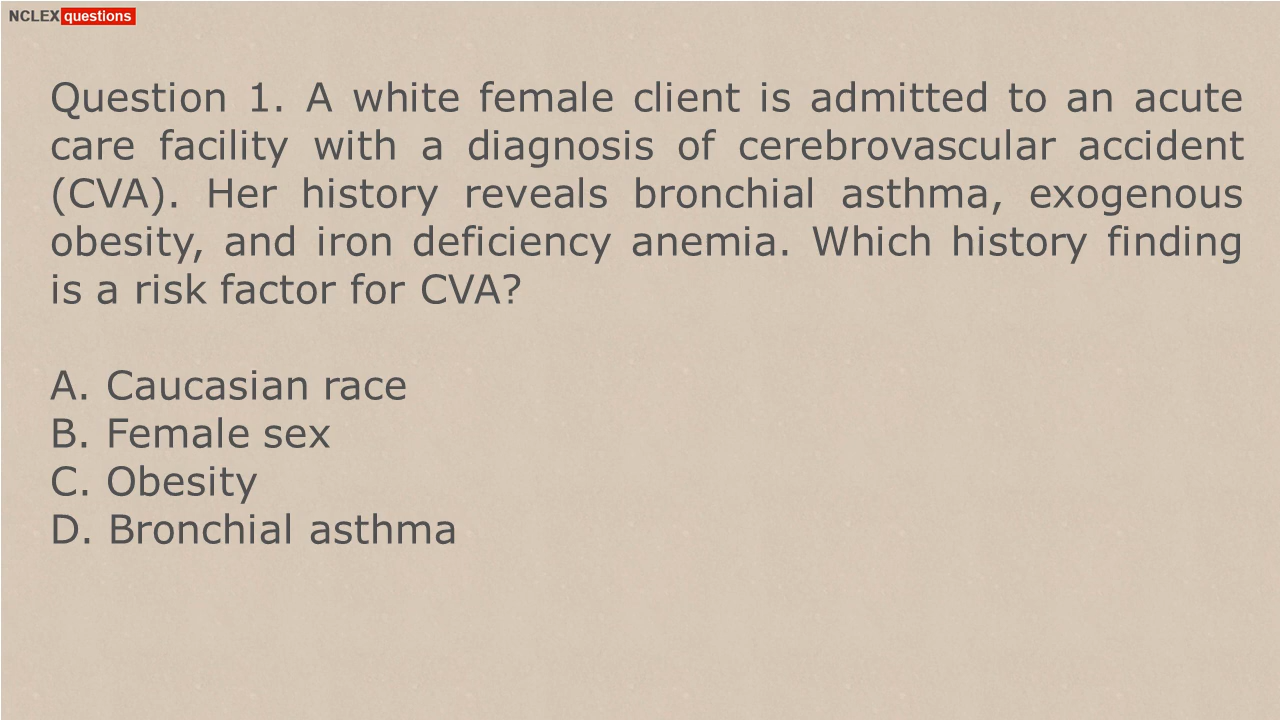 NCLEX questions
Question 1. A white female client is admitted to an acute
care facility with a diagnosis of cerebrovascular accident
(CVA). Her history reveals bronchial asthma, exogenous
obesity, and iron deficiency anemia. Which history finding
is a risk factor for CVA?
A. Caucasian race
B. Female sex
C. Obesity
D. Bronchial asthma